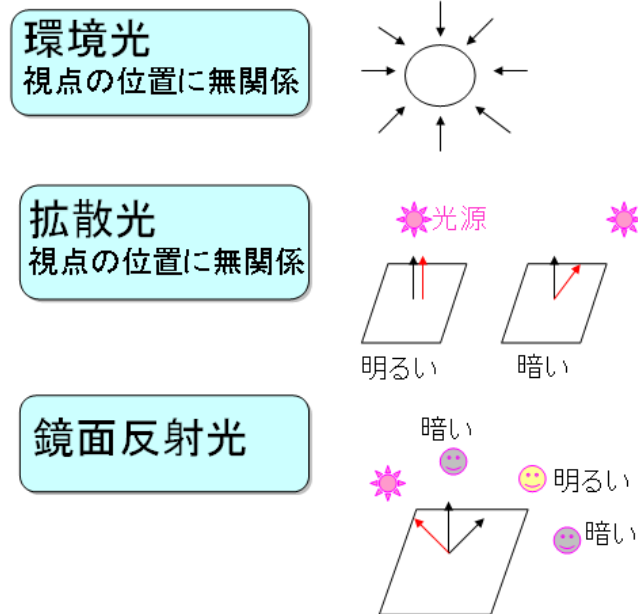 環境光
視点の位置に無関係
拡散光
視点の位置に無関係
光源
明るい
暗い
鏡面反射光
暗い
明るい
暗い